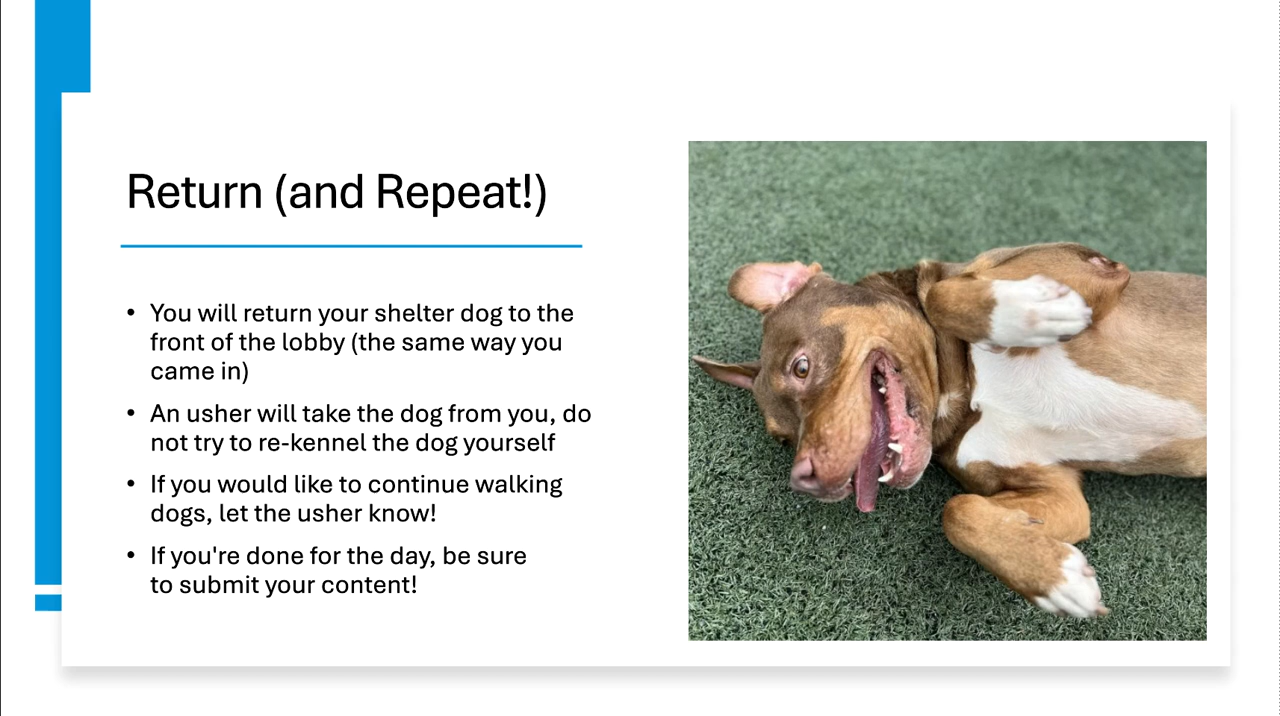 Return (and Repeat!)
• You will return your shelter dog to the
front of the lobby (the same way you
came in)
• An usher will take the dog from you, do
not try to re-kennel the dog yourself
• If you would like to continue walking
dogs, let the usher know!
• If you're done for the day, be sure
to submit your content!